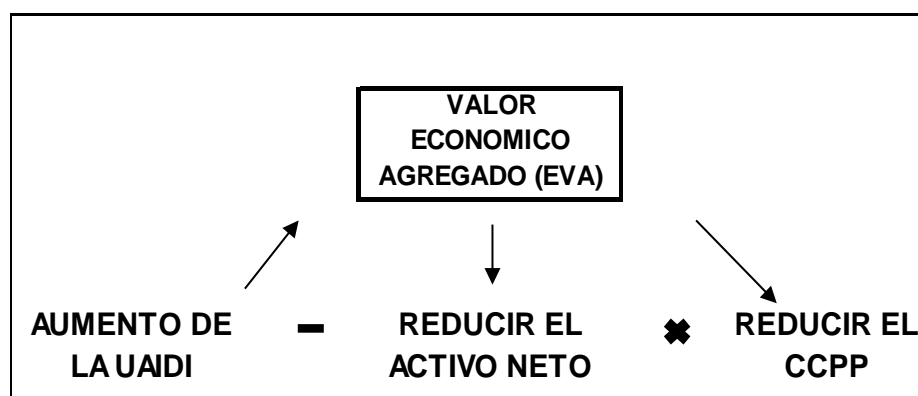 VALOR
ECONOMICO
AGREGADO (EVA)
AUMENTO DE - REDUCIR EL ✖ REDUCIR EL
LA UAIDI ACTIVO NETO CCPP